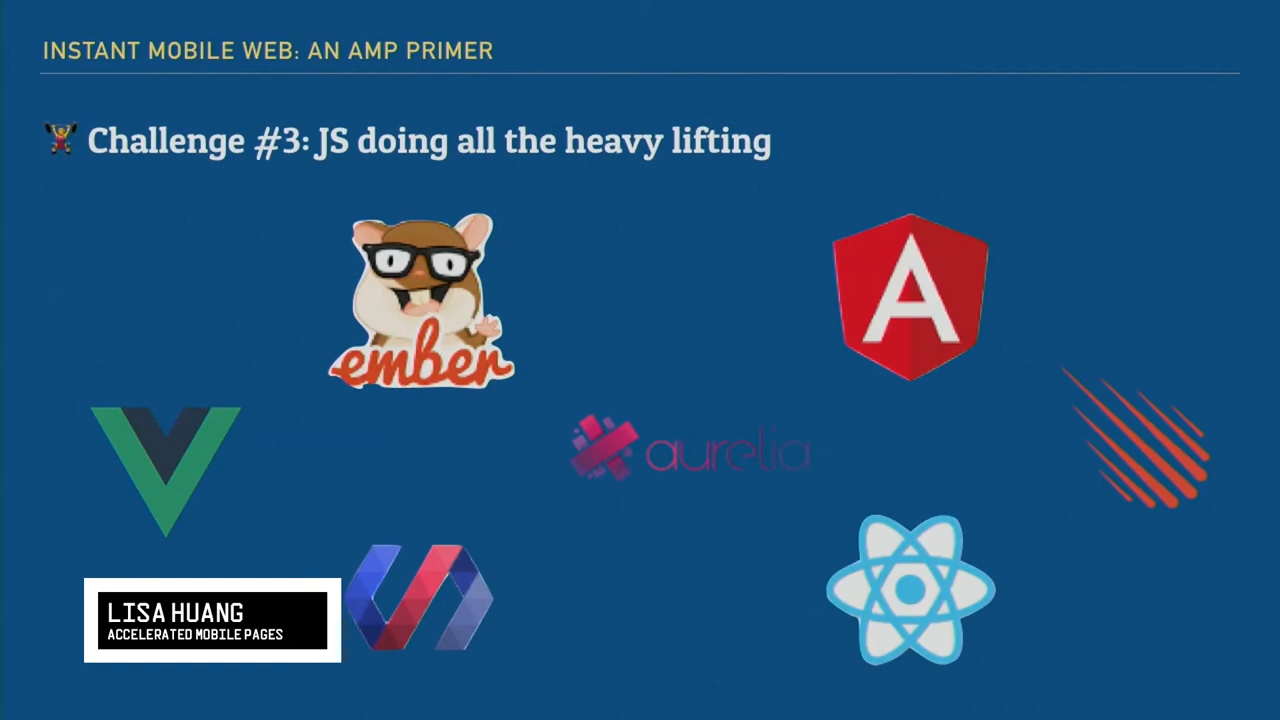 INSTANT MOBILE WEB: AN AMP PRIMER
Challenge #3: JS doing all the heavy lifting
ember
A
aurelia
LISA HUANG
ACCELERATED MOBILE PAGES